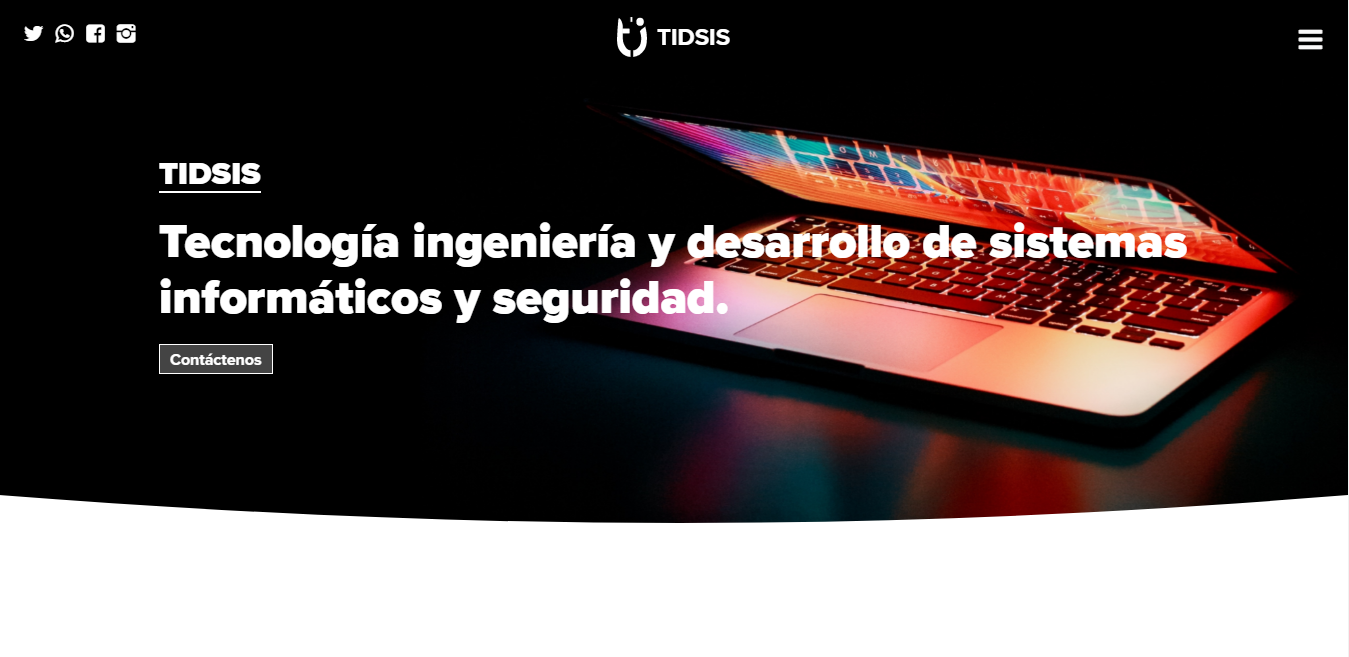 TIDSIS
TIDSIS
Tecnología ingeniería y desarrollo de sistemas
informáticos y seguridad.
Contáctenos